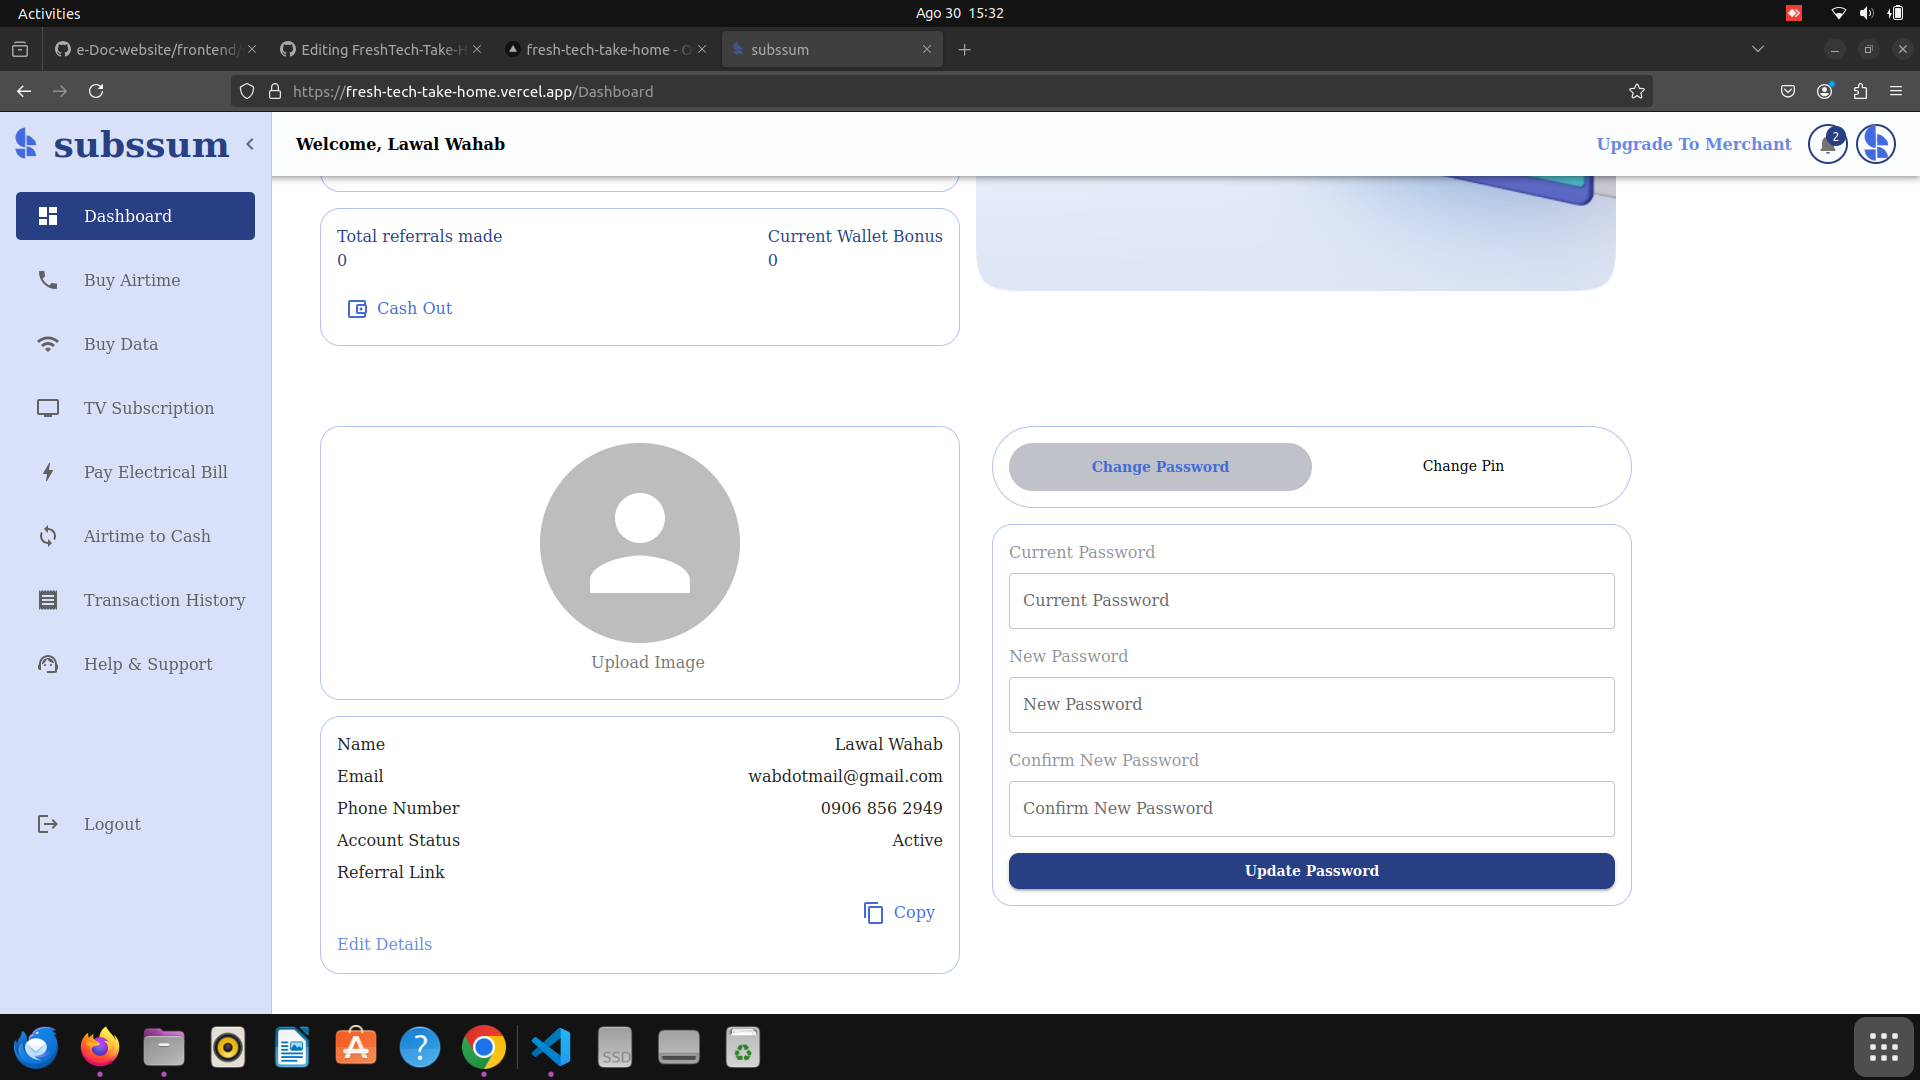 Activities
Ago 30 15:32
e-Doc-website/frontend/
Editing FreshTech-Take-H
fresh-tech-take-home - O
subssum
https://fresh-tech-take-home.vercel.app/Dashboard
subssum
Welcome, Lawal Wahab
Upgrade To Merchant
2
Dashboard
Buy Airtime
Buy Data
TV Subscription
Pay Electrical Bill
Airtime to Cash
Transaction History
Help & Support
Logout
Total referrals made
0
Current Wallet Bonus
0
Cash Out
Upload Image
Name
Lawal Wahab
Email
wabdotmail@gmail.com
Phone Number
0906 856 2949
Account Status
Active
Referral Link
Copy
Edit Details
Change Password
Change Pin
Current Password
Current Password
New Password
New Password
Confirm New Password
Confirm New Password
Update Password
SSD